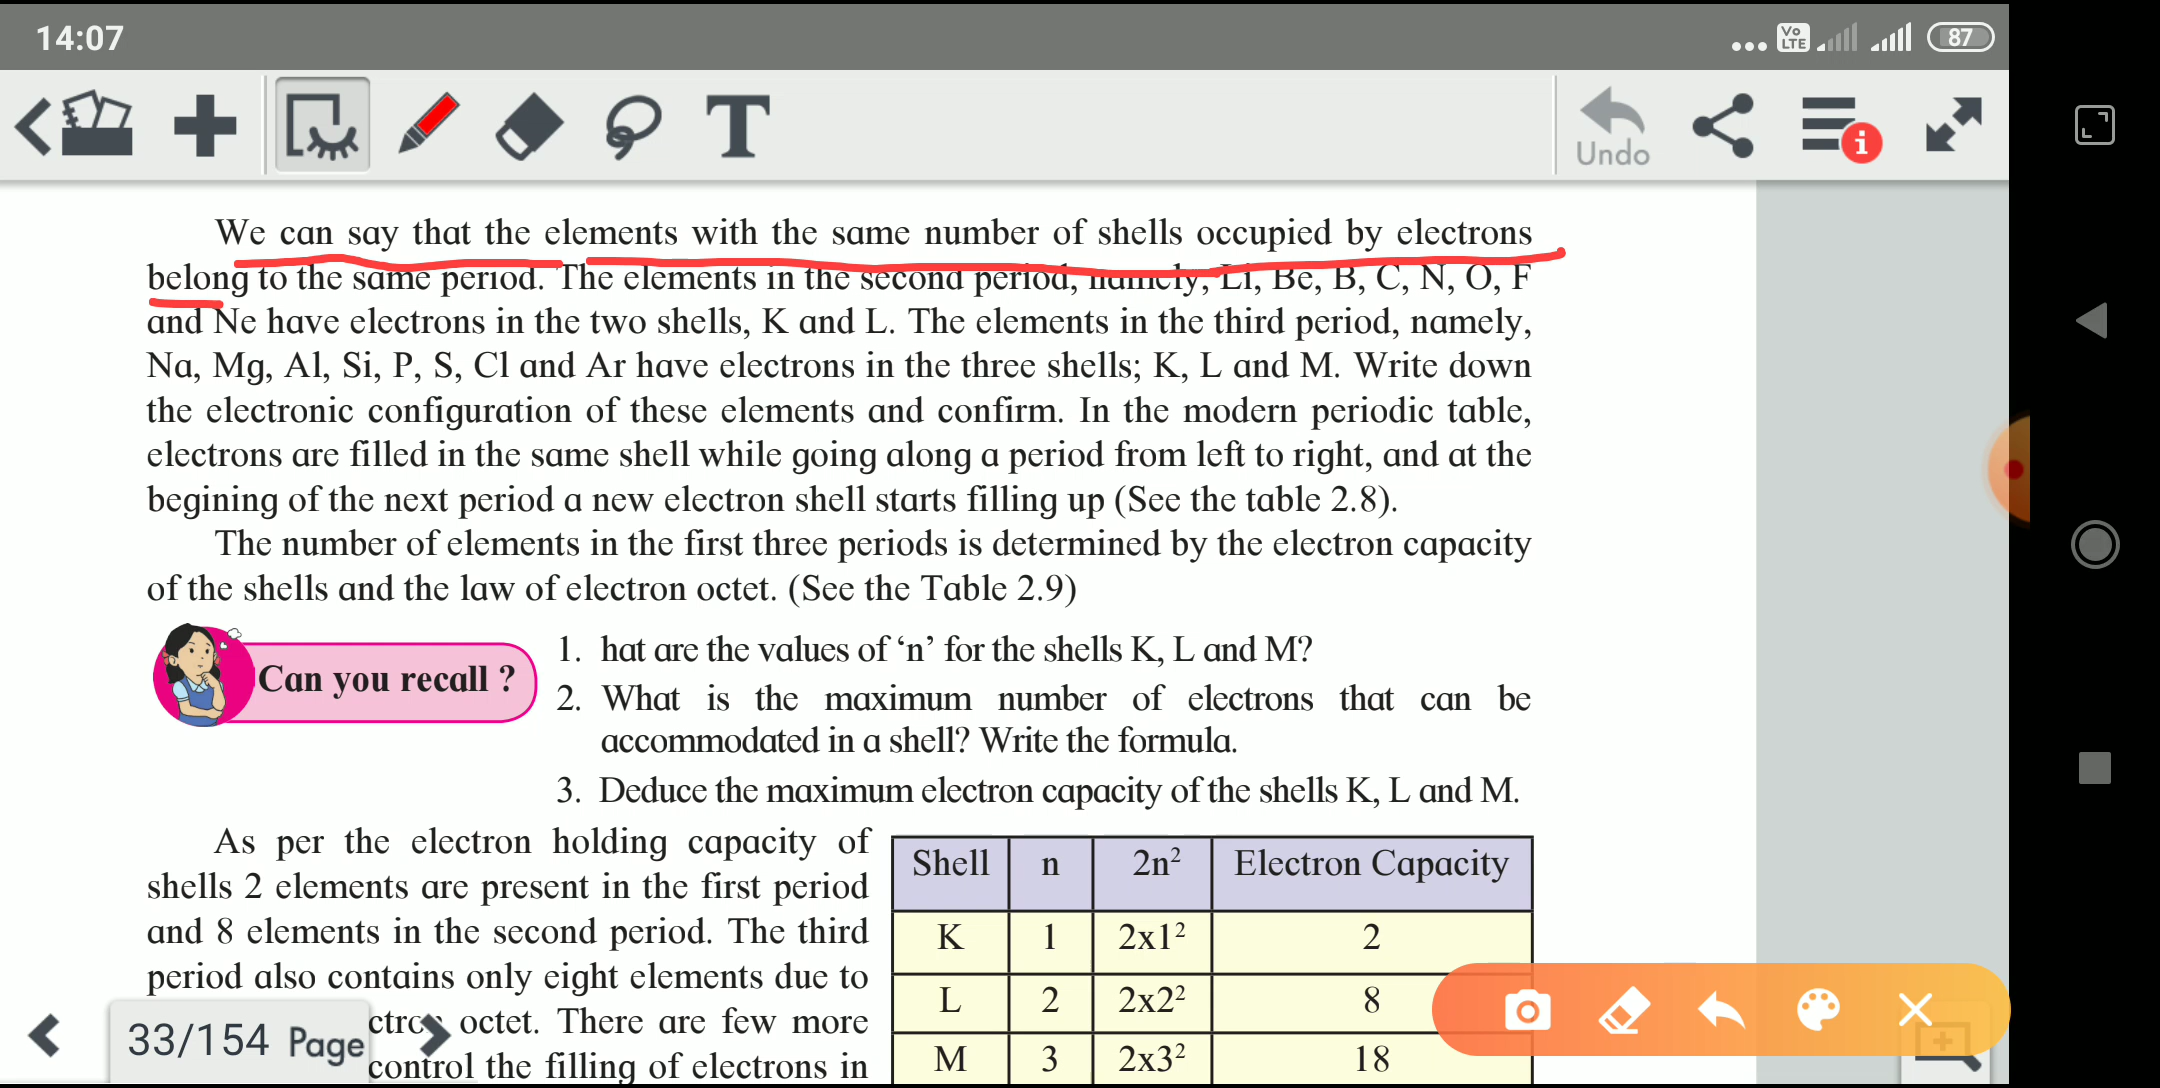 14:07
Vo LTE
87
T
Undo
i
We can say that the elements with the same number of shells occupied by electrons
belong to the same period. The elements in the second period, namely, Li, Be, B, C, N, O, F
and Ne have electrons in the two shells, K and L. The elements in the third period, namely,
Na, Mg, Al, Si, P, S, Cl and Ar have electrons in the three shells; K, L and M. Write down
the electronic configuration of these elements and confirm. In the modern periodic table,
electrons are filled in the same shell while going along a period from left to right, and at the
begining of the next period a new electron shell starts filling up (See the table 2.8).
The number of elements in the first three periods is determined by the electron capacity
of the shells and the law of electron octet. (See the Table 2.9)
Can you recall ?
1. hat are the values of ‘n’ for the shells K, L and M?
2. What is the maximum number of electrons that can be
accommodated in a shell? Write the formula.
3. Deduce the maximum electron capacity of the shells K, L and M.
As per the electron holding capacity of
shells 2 elements are present in the first period
and 8 elements in the second period. The third
period also contains only eight elements due to
octet. There are few more
control the filling of electrons in
Shell n 2n² Electron Capacity
K 1 2x1² 2
L 2 2x2² 8
M 3 2x3² 18
33/154 Page